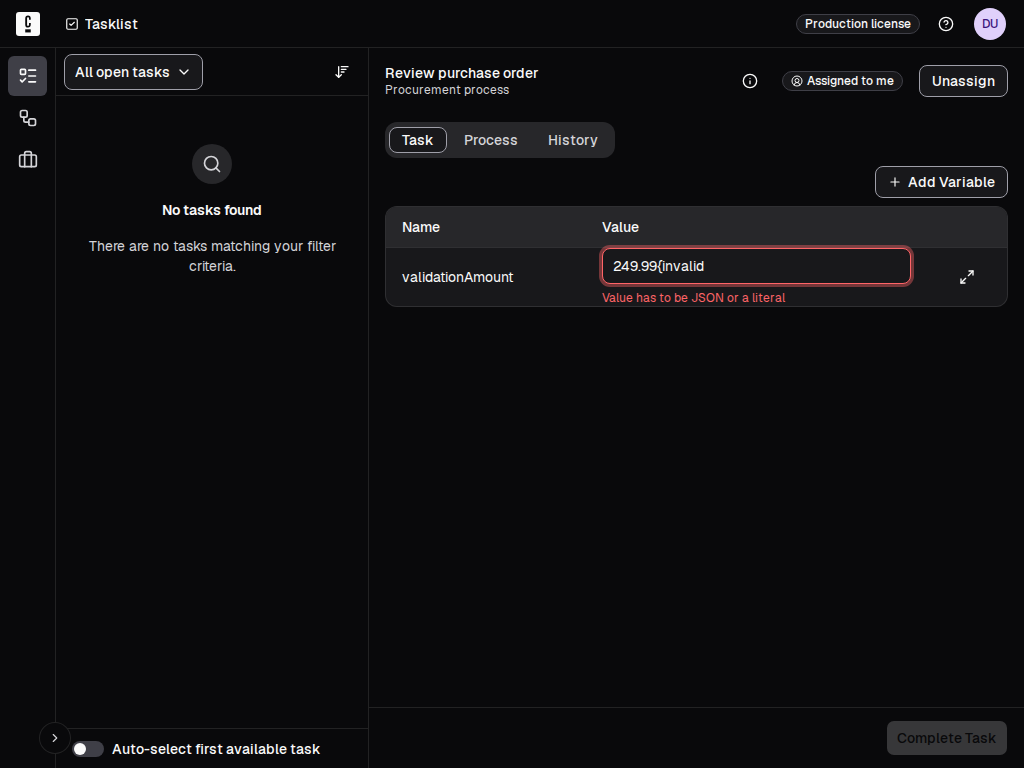 Tasklist
Production license
DU
All open tasks
No tasks found
There are no tasks matching your filter
criteria.
Auto-select first available task
Review purchase order
Procurement process
Assigned to me
Unassign
Task
Process
History
Add Variable
Name
Value
validationAmount
249.99{invalid
Value has to be JSON or a literal
Complete Task